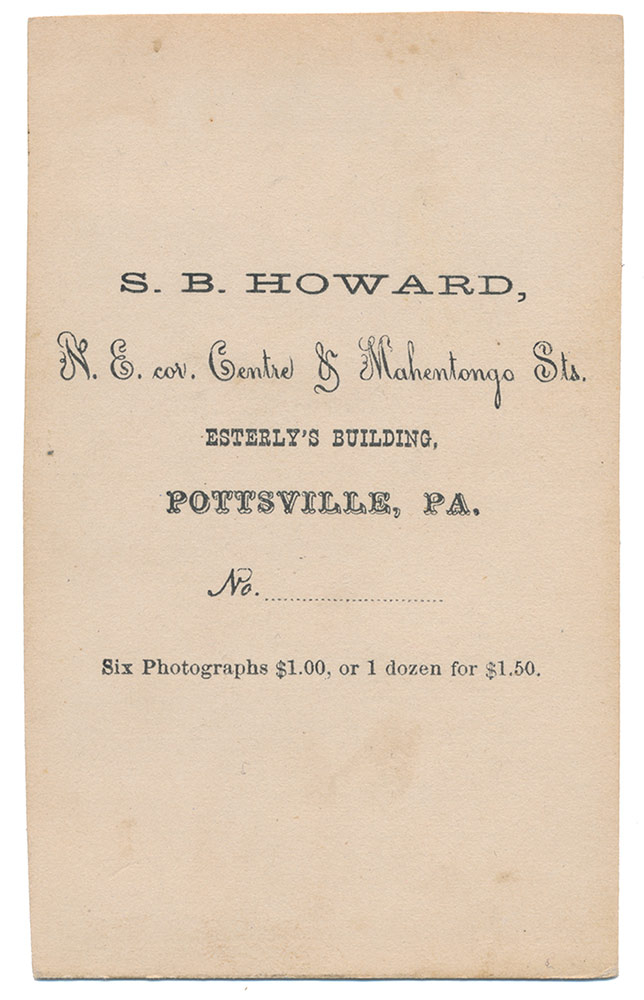 S. B. HOWARD,
N. E. cor. Centre & Mahentongo Sts.
ESTERLY'S BUILDING,
POTTSVILLE, PA.
No. ..............................
Six Photographs $1.00, or 1 dozen for $1.50.